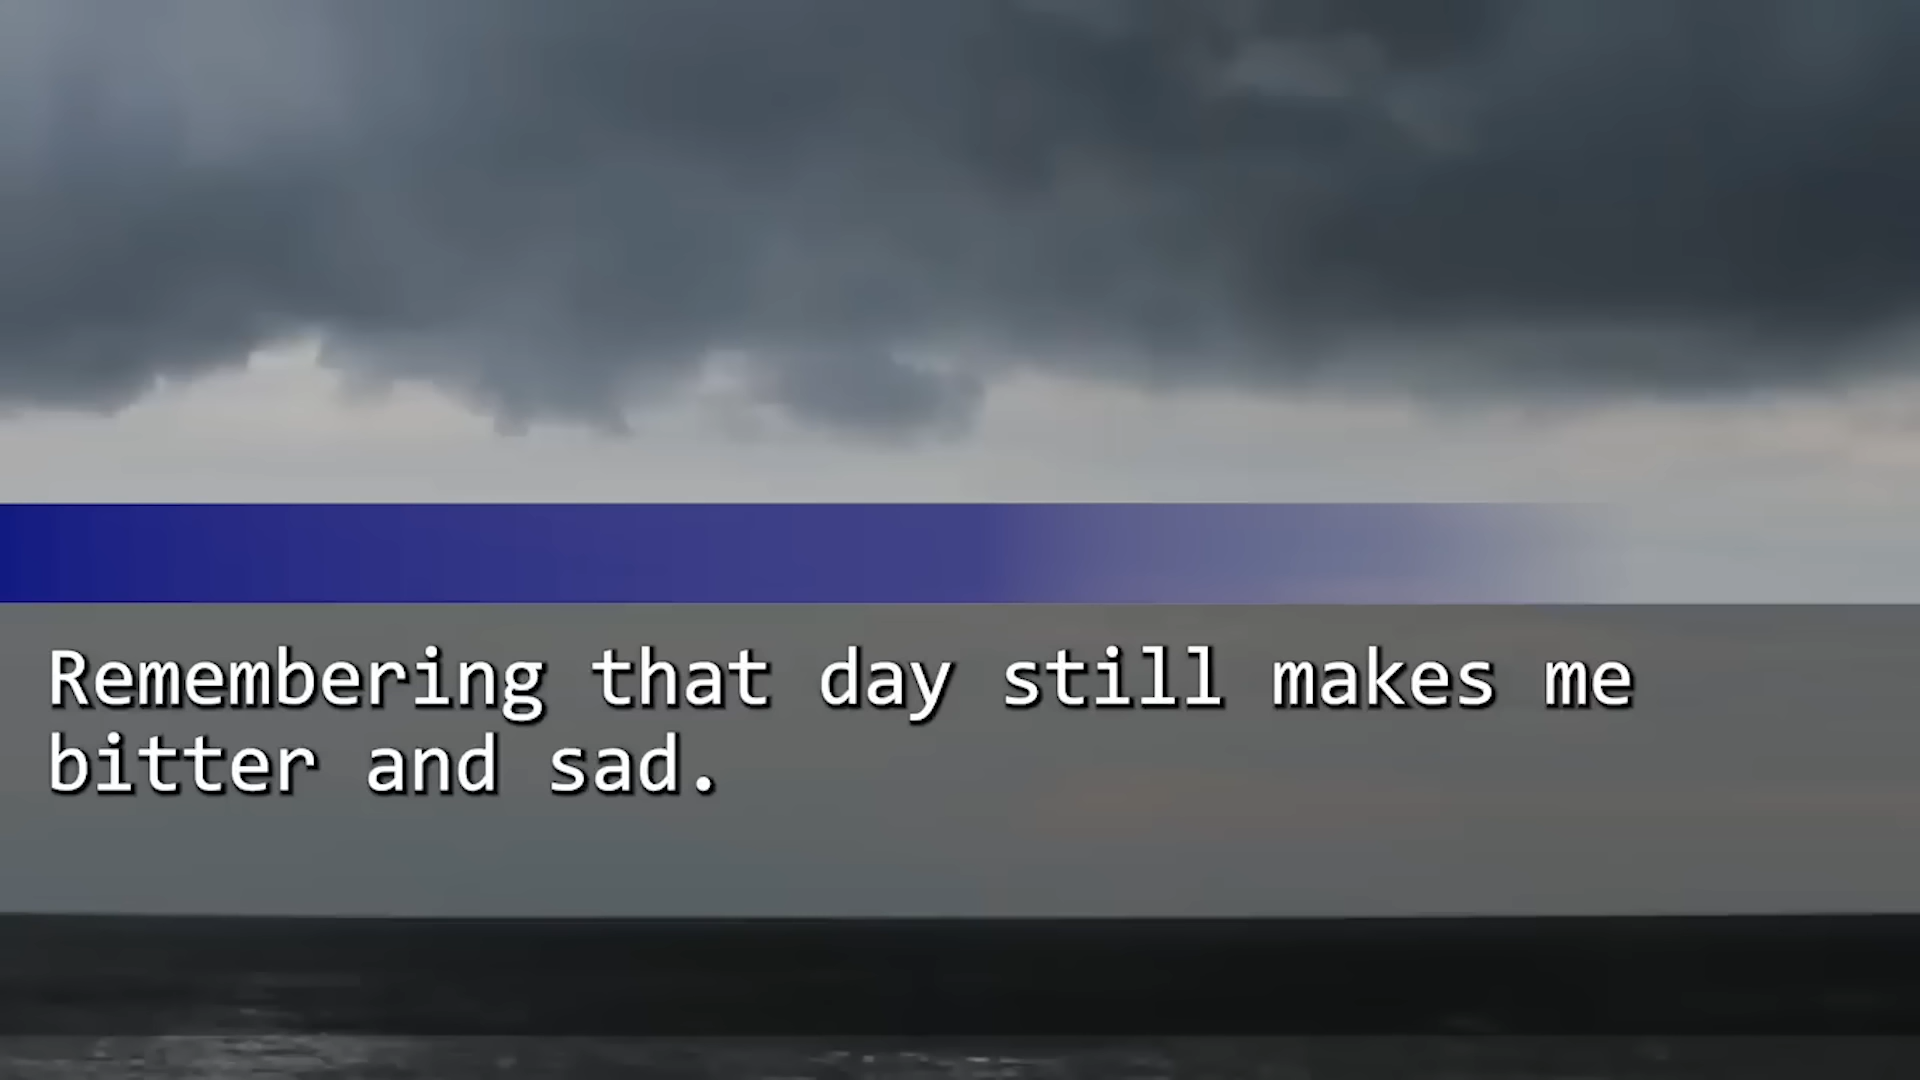 Remembering that day still makes me
bitter and sad.